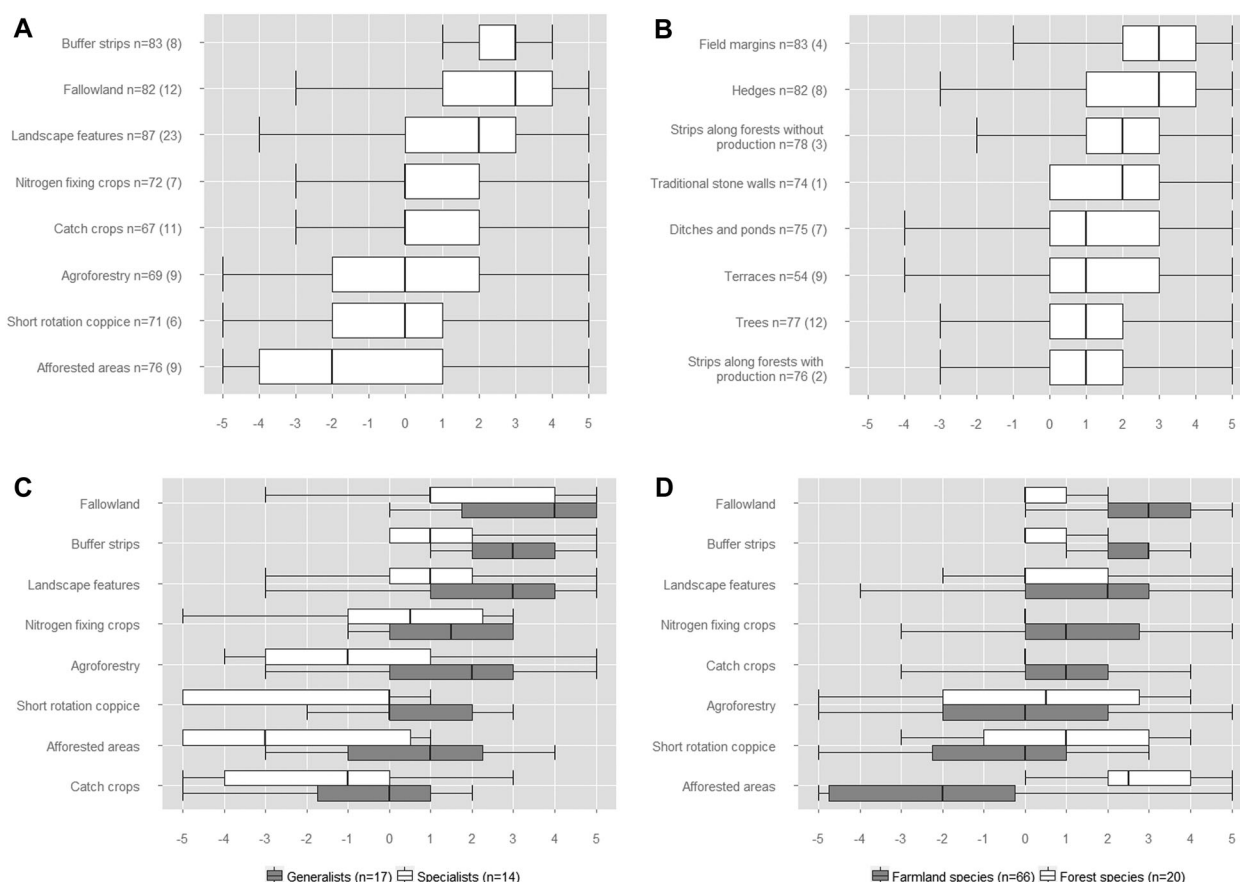 A
Buffer strips n=83 (8)
Fallowland n=82 (12)
Landscape features n=87 (23)
Nitrogen fixing crops n=72 (7)
Catch crops n=67 (11)
Agroforestry n=69 (9)
Short rotation coppice n=71 (6)
Afforested areas n=76 (9)
-5 -4 -3 -2 -1 0 1 2 3 4 5
B
Field margins n=83 (4)
Hedges n=82 (8)
Strips along forests without
production n=78 (3)
Traditional stone walls n=74 (1)
Ditches and ponds n=75 (7)
Terraces n=54 (9)
Trees n=77 (12)
Strips along forests with
production n=76 (2)
-5 -4 -3 -2 -1 0 1 2 3 4 5
C
Fallowland
Buffer strips
Landscape features
Nitrogen fixing crops
Agroforestry
Short rotation coppice
Afforested areas
Catch crops
-5 -4 -3 -2 -1 0 1 2 3 4 5
Generalists (n=17) Specialists (n=14)
D
Fallowland
Buffer strips
Landscape features
Nitrogen fixing crops
Catch crops
Agroforestry
Short rotation coppice
Afforested areas
-5 -4 -3 -2 -1 0 1 2 3 4 5
Farmland species (n=66) Forest species (n=20)